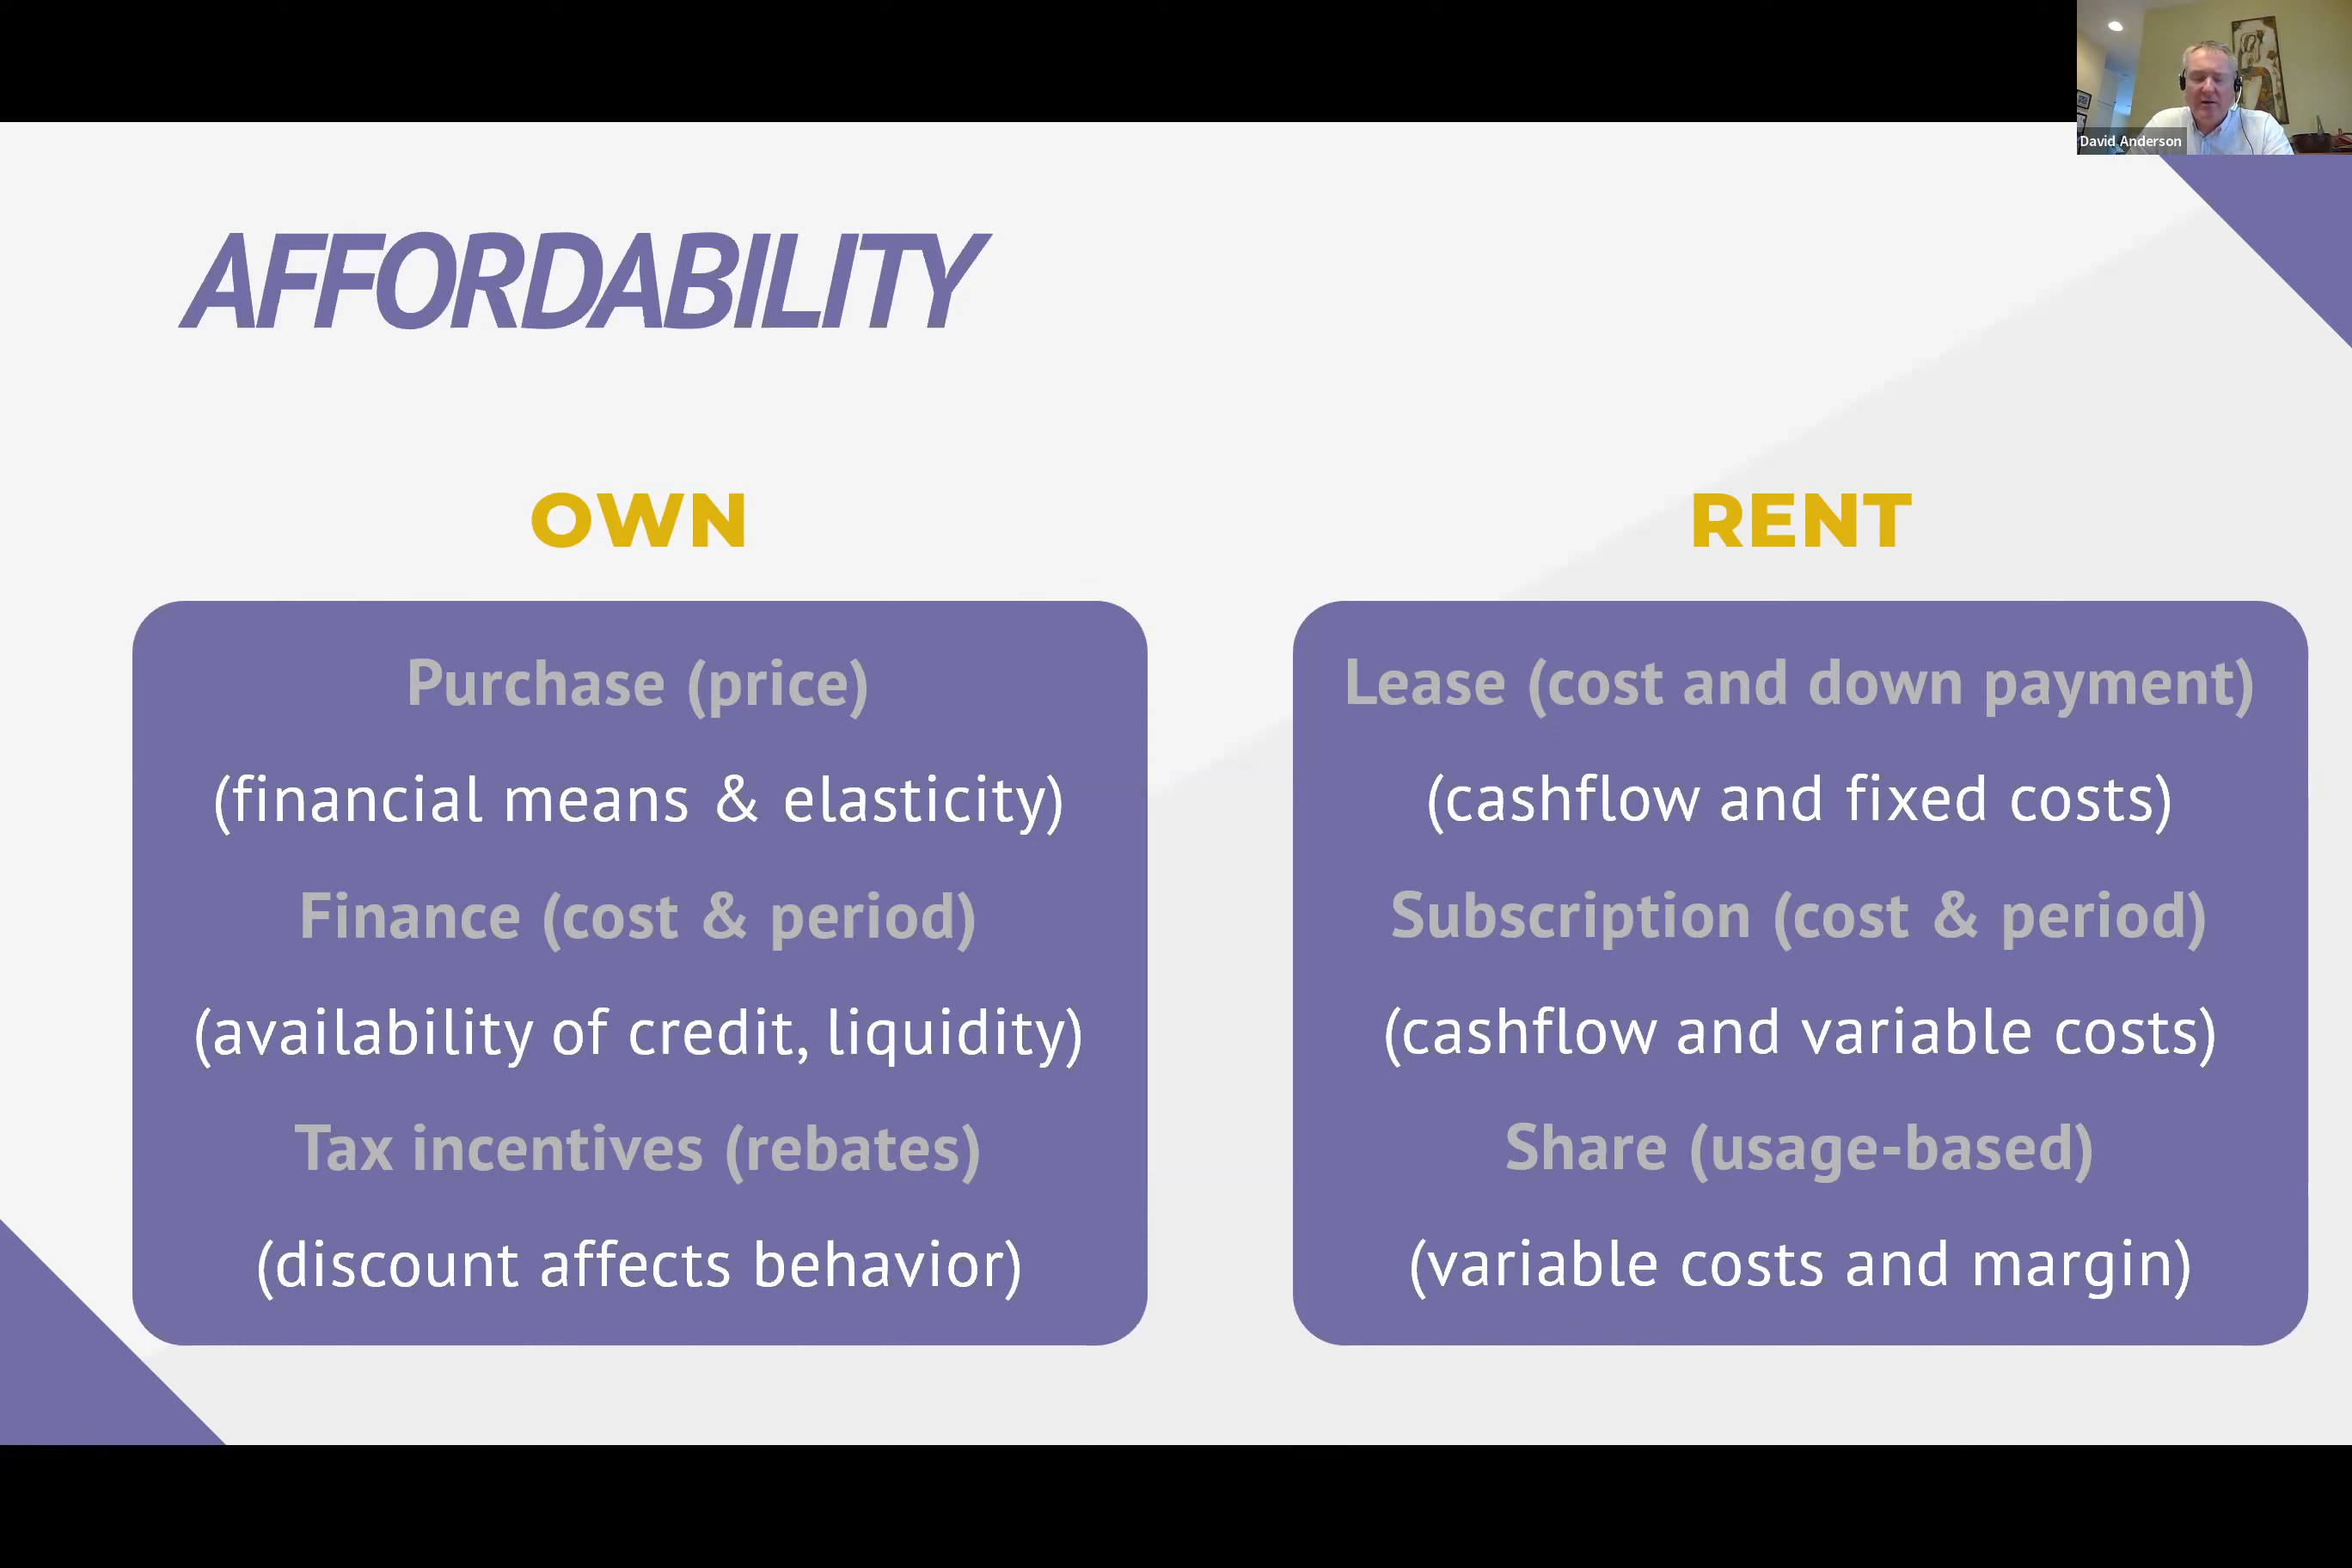 David Anderson
AFFORDABILITY
OWN
Purchase (price)
(financial means & elasticity)
Finance (cost & period)
(availability of credit, liquidity)
Tax incentives (rebates)
(discount affects behavior)
RENT
Lease (cost and down payment)
(cashflow and fixed costs)
Subscription (cost & period)
(cashflow and variable costs)
Share (usage-based)
(variable costs and margin)